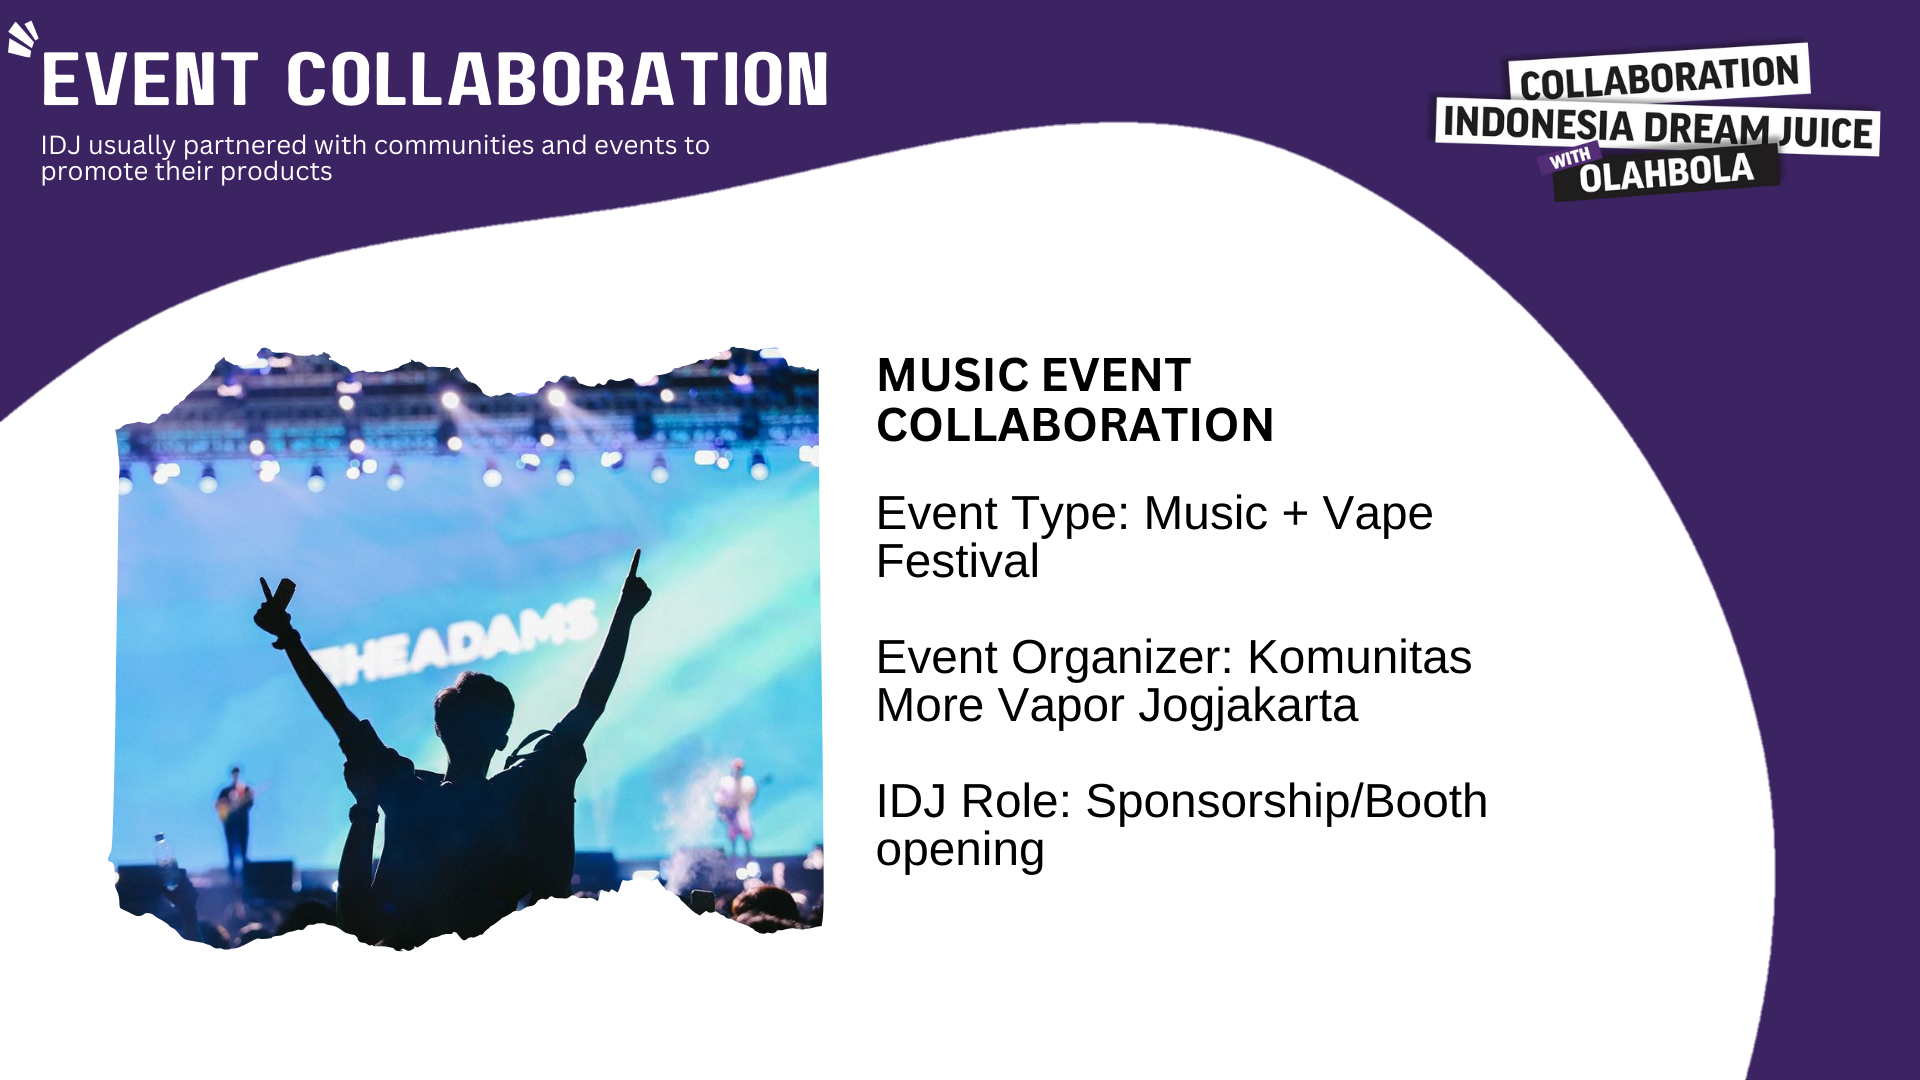 EVENT COLLABORATION
IDJ usually partnered with communities and events to
promote their products
COLLABORATION
INDONESIA DREAM JUICE
WITH
OLAHBOLA
THEADAMS
MUSIC EVENT
COLLABORATION
Event Type: Music + Vape
Festival
Event Organizer: Komunitas
More Vapor Jogjakarta
IDJ Role: Sponsorship/Booth
opening